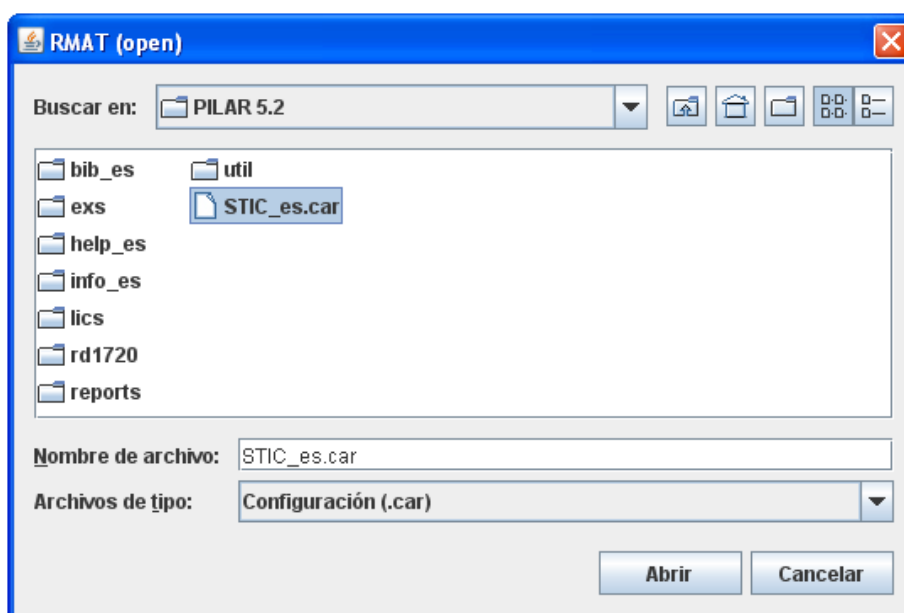 RMAT (open)
Buscar en: PILAR 5.2
bib_es util
exs STIC_es.car
help_es
info_es
lics
rd1720
reports
Nombre de archivo: STIC_es.car
Archivos de tipo: Configuración (.car)
Abrir Cancelar